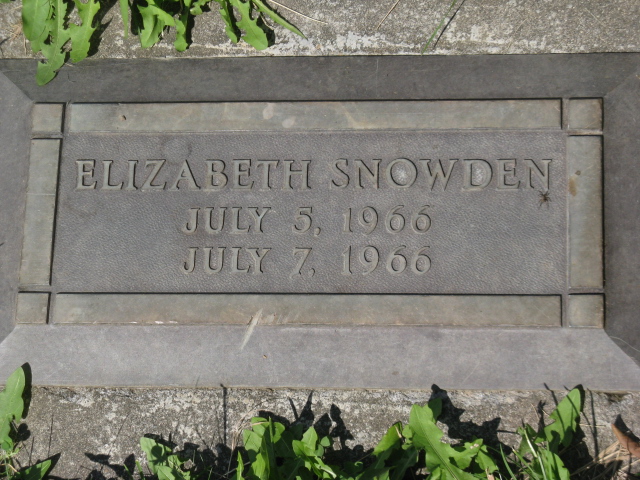 ELIZABETH SNOWDEN
JULY 5, 1966
JULY 7, 1966